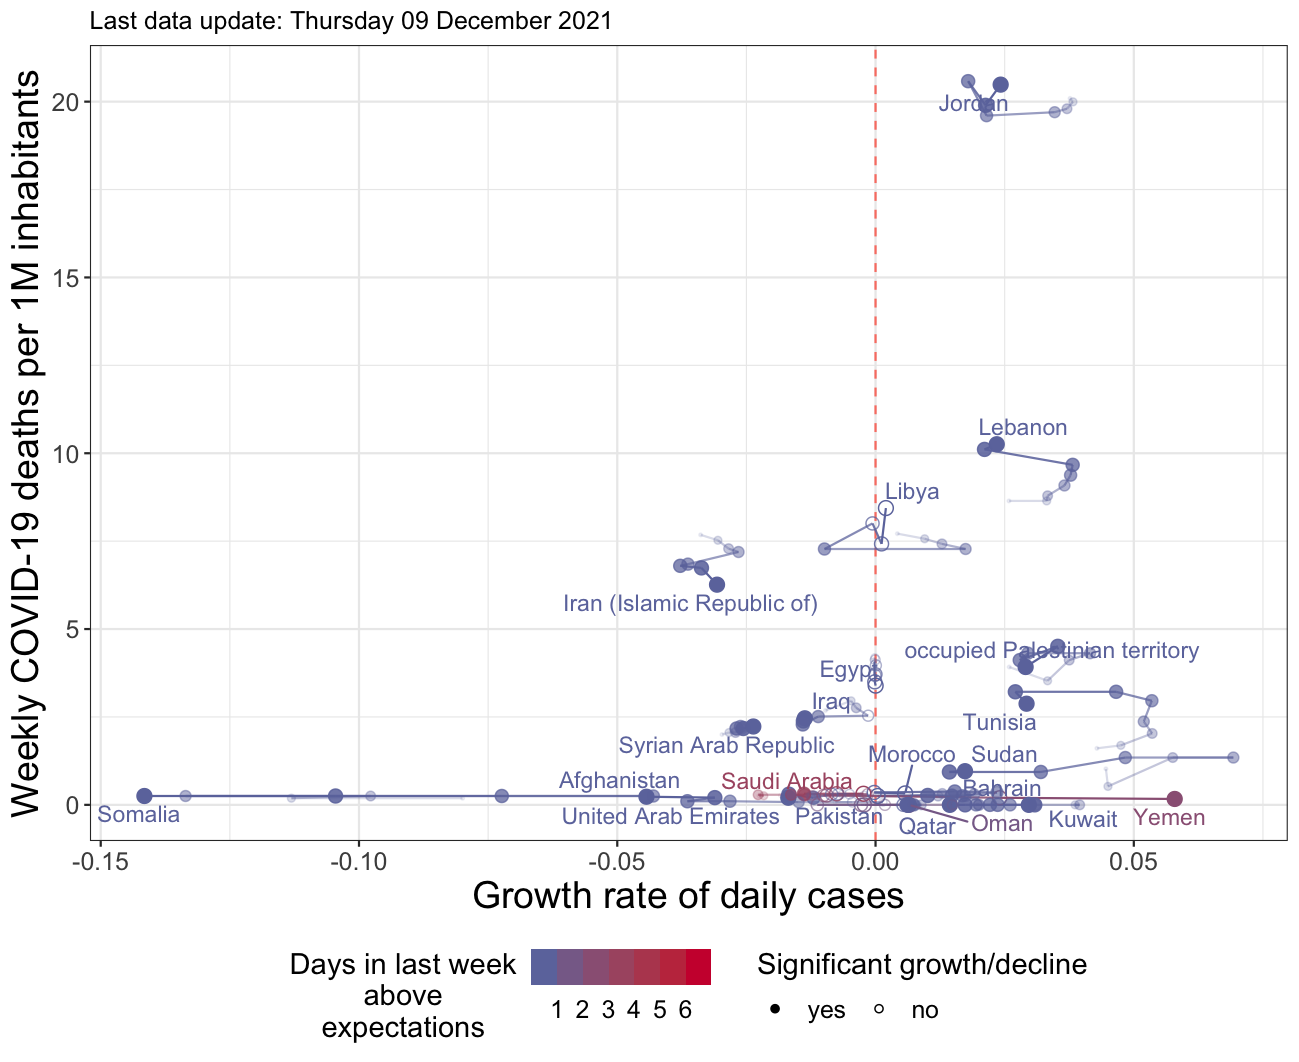 Last data update: Thursday 09 December 2021
Weekly COVID-19 deaths per 1M inhabitants
20
15
10
5
0
Jordan
Lebanon
Libya
Iran (Islamic Republic of)
occupied Palestinian territory
Egypt
Iraq
Tunisia
Syrian Arab Republic
Morocco
Sudan
Afghanistan
Saudi Arabia
Bahrain
Somalia
United Arab Emirates
Pakistan
Qatar
Oman
Kuwait
Yemen
-0.15
-0.10
-0.05
0.00
0.05
Growth rate of daily cases
Days in last week
above
expectations
1 2 3 4 5 6
Significant growth/decline
yes no